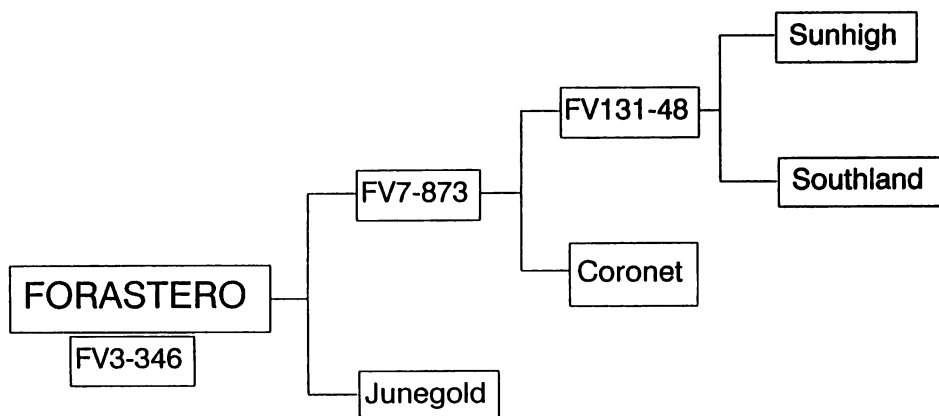 Sunhigh
FV131-48
Southland
FV7-873
Coronet
FORASTERO
FV3-346
Junegold